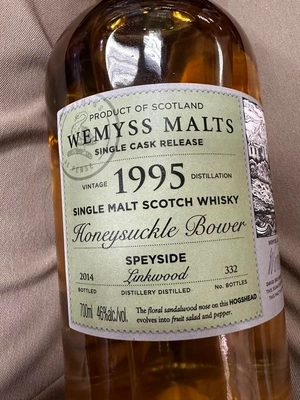 PRODUCT OF SCOTLAND
WEMYSS MALTS
SINGLE CASK RELEASE
VINTAGE 1995 DISTILLATION
SINGLE MALT SCOTCH WHISKY
Honeysuckle Bower
SPEYSIDE
2014 Linkwood 332
BOTTLED DISTILLERY DISTILLED No. BOTTLES
700ml 46%alc/vol.
The floral sandalwood nose on this HOGSHEAD
evolves into fruit salad and pepper.